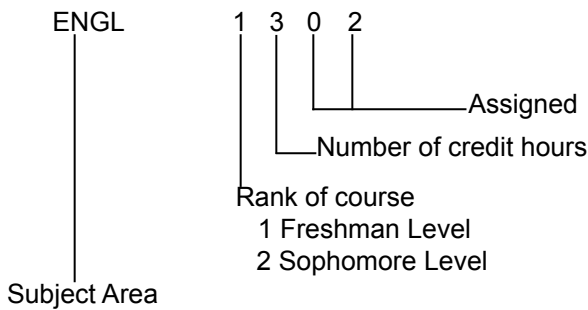 ENGL 1 3 0 2
Assigned
Number of credit hours
Rank of course
1 Freshman Level
2 Sophomore Level
Subject Area